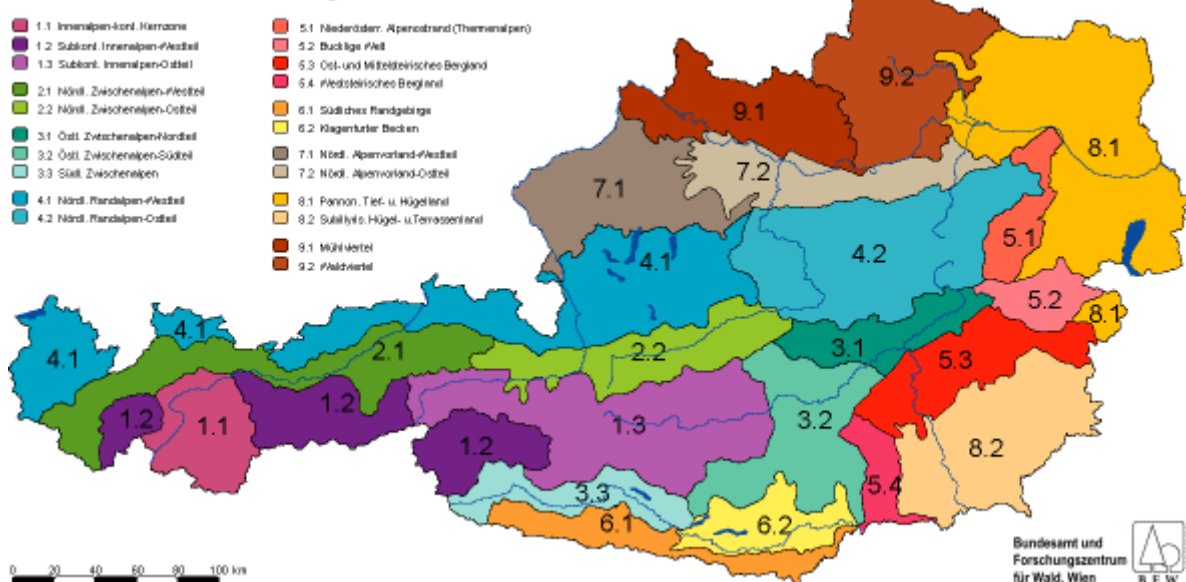 1.1 Innenalpen-kont. Kernzone
1.2 Subkont. Innenalpen-Westteil
1.3 Subkont. Innenalpen-Ostteil
2.1 Nördl. Zwischenalpen-Westteil
2.2 Nördl. Zwischenalpen-Ostteil
3.1 Östl. Zwischenalpen-Nordteil
3.2 Östl. Zwischenalpen-Südteil
3.3 Südl. Zwischenalpen
4.1 Nördl. Randalpen-Westteil
4.2 Nördl. Randalpen-Ostteil
5.1 Niederösterr. Alpenostrand (Thermenalpen)
5.2 Bucklige Welt
5.3 Ost- und Mittelsteirisches Bergland
5.4 Weststeirisches Bergland
6.1 Südliches Randgebirge
6.2 Klagenfurter Becken
7.1 Nördl. Alpenvorland-Westteil
7.2 Nördl. Alpenvorland-Ostteil
8.1 Pannon. Tief- u. Hügelland
8.2 Subillyris. Hügel- u. Terrassenland
9.1 Mühlviertel
9.2 Waldviertel
9.2
9.1
8.1
7.2
7.1
5.1
4.2
4.1
5.2
8.1
4.1
4.1
2.1
2.2
3.1
5.3
1.2
1.1
1.2
1.3
3.2
1.2
8.2
5.4
3.3
6.1
6.2
0 20 40 60 80 100 km
Bundesamt und
Forschungszentrum
für Wald, Wien
B F W